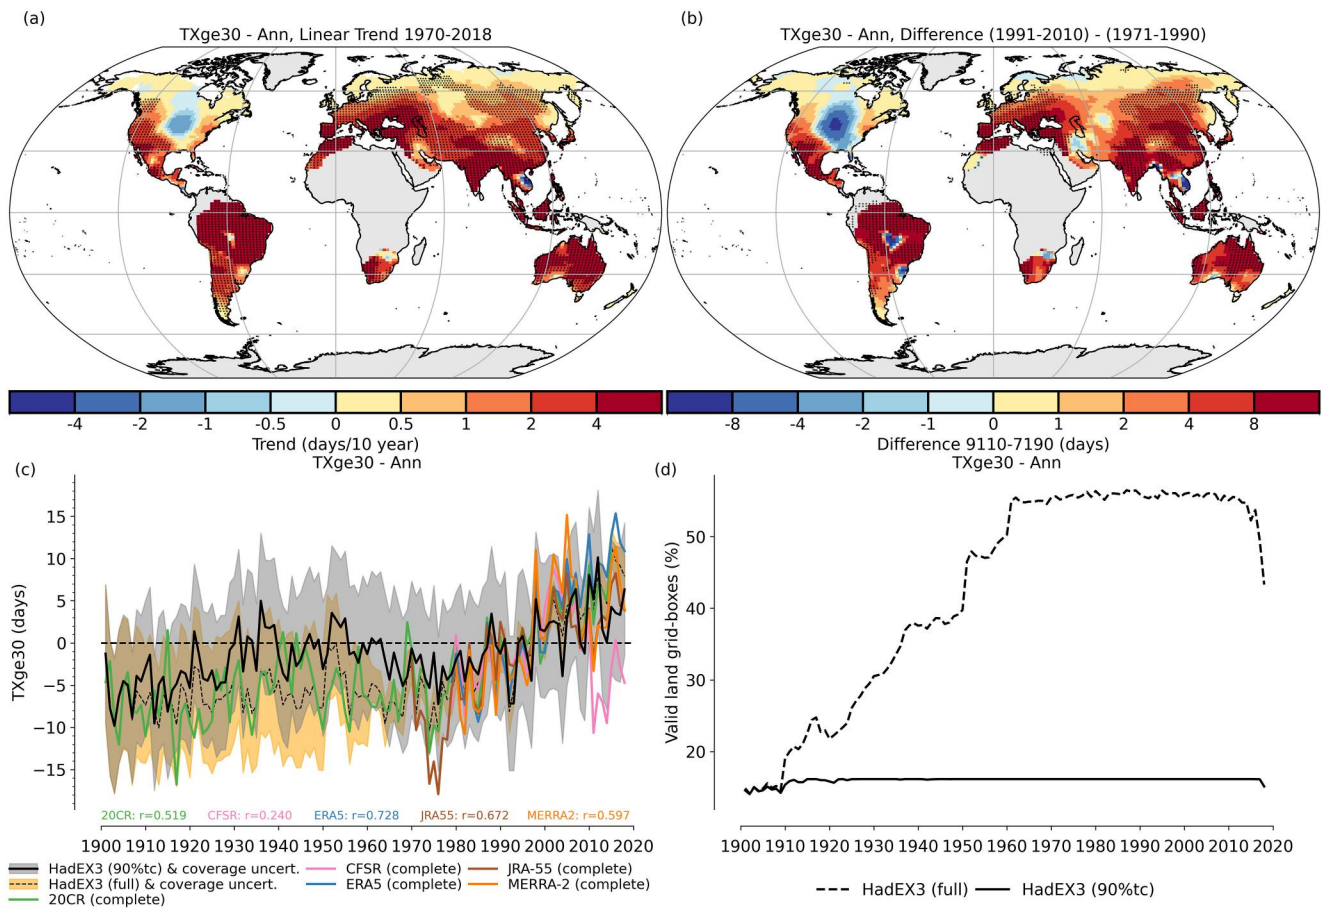 (a)
TXge30 - Ann, Linear Trend 1970-2018
-4 -2 -1 -0.5 0 0.5 1 2 4
Trend (days/10 year)
(b)
TXge30 - Ann, Difference (1991-2010) - (1971-1990)
-8 -4 -2 -1 0 1 2 4 8
Difference 9110-7190 (days)
(c)
TXge30 - Ann
TXge30 (days)
15
10
5
0
−5
−10
−15
20CR: r=0.519 CFSR: r=0.240 ERA5: r=0.728 JRA55: r=0.672 MERRA2: r=0.597
1900 1910 1920 1930 1940 1950 1960 1970 1980 1990 2000 2010 2020
HadEX3 (90%tc) & coverage uncert.
HadEX3 (full) & coverage uncert.
20CR (complete)
CFSR (complete)
ERA5 (complete)
JRA-55 (complete)
MERRA-2 (complete)
(d)
TXge30 - Ann
Valid land grid-boxes (%)
50
40
30
20
1900 1910 1920 1930 1940 1950 1960 1970 1980 1990 2000 2010 2020
HadEX3 (full) HadEX3 (90%tc)